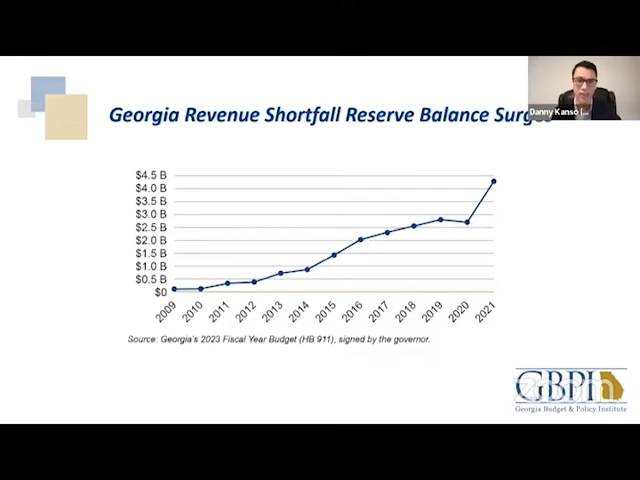 Georgia Revenue Shortfall Reserve Balance Surge
Danny Kanso (...
$4.5 B
$4.0 B
$3.5 B
$3.0 B
$2.5 B
$2.0 B
$1.5 B
$1.0 B
$0.5 B
$0
2009 2010 2011 2012 2013 2014 2015 2016 2017 2018 2019 2020 2021
Source: Georgia's 2023 Fiscal Year Budget (HB 911), signed by the governor.
GBPI
zoom
Georgia Budget & Policy Institute